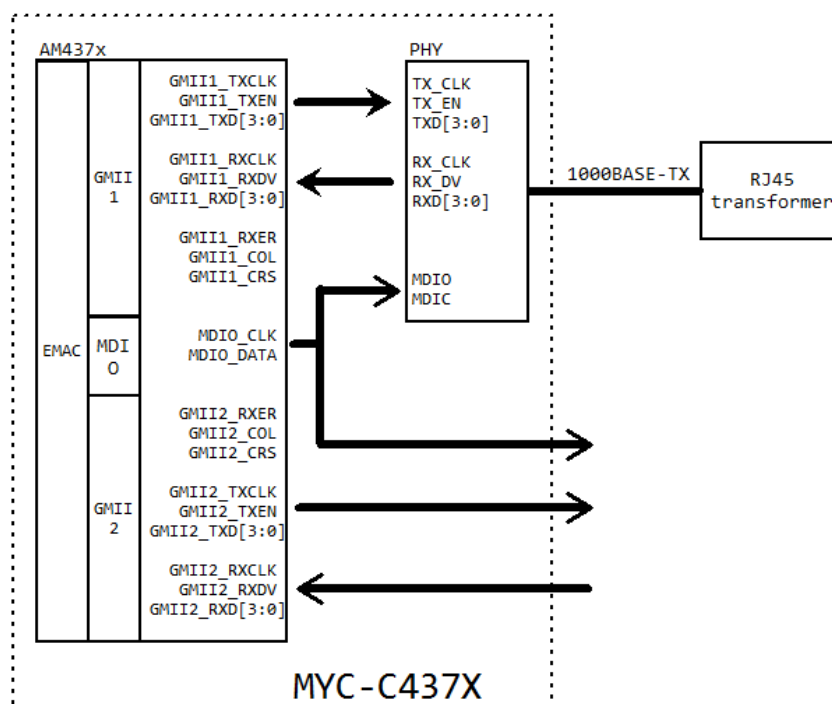 AM437x
EMAC
GMII
1
MDI
O
GMII
2
GMII1_TXCLK
GMII1_TXEN
GMII1_TXD[3:0]
GMII1_RXCLK
GMII1_RXDV
GMII1_RXD[3:0]
GMII1_RXER
GMII1_COL
GMII1_CRS
MDIO_CLK
MDIO_DATA
GMII2_RXER
GMII2_COL
GMII2_CRS
GMII2_TXCLK
GMII2_TXEN
GMII2_TXD[3:0]
GMII2_RXCLK
GMII2_RXDV
GMII2_RXD[3:0]
PHY
TX_CLK
TX_EN
TXD[3:0]
RX_CLK
RX_DV
RXD[3:0]
MDIO
MDIC
1000BASE-TX
RJ45
transformer
MYC-C437X